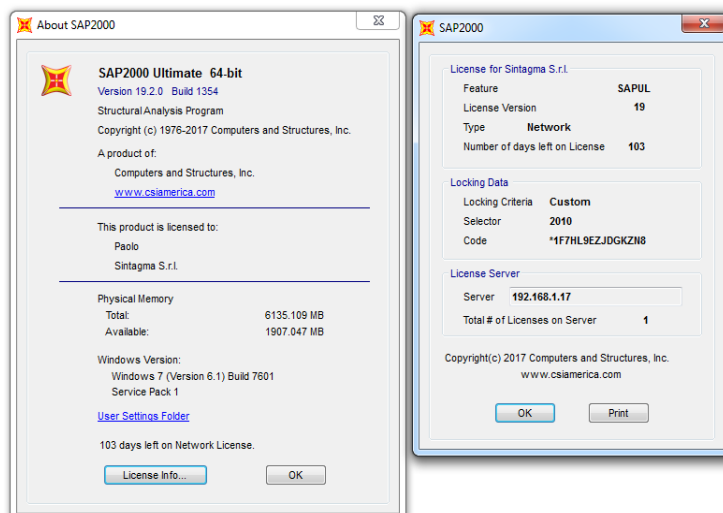 About SAP2000
SAP2000 Ultimate 64-bit
Version 19.2.0 Build 1354
Structural Analysis Program
Copyright (c) 1976-2017 Computers and Structures, Inc.
A product of:
Computers and Structures, Inc.
www.csiamerica.com
This product is licensed to:
Paolo
Sintagma S.r.l.
Physical Memory
Total: 6135.109 MB
Available: 1907.047 MB
Windows Version:
Windows 7 (Version 6.1) Build 7601
Service Pack 1
User Settings Folder
103 days left on Network License.
License Info... OK
SAP2000
License for Sintagma S.r.l.
Feature SAPUL
License Version 19
Type Network
Number of days left on License 103
Locking Data
Locking Criteria Custom
Selector 2010
Code *1F7HL9EZJDGKZN8
License Server
Server 192.168.1.17
Total # of Licenses on Server 1
Copyright(c) 2017 Computers and Structures, Inc.
www.csiamerica.com
OK Print